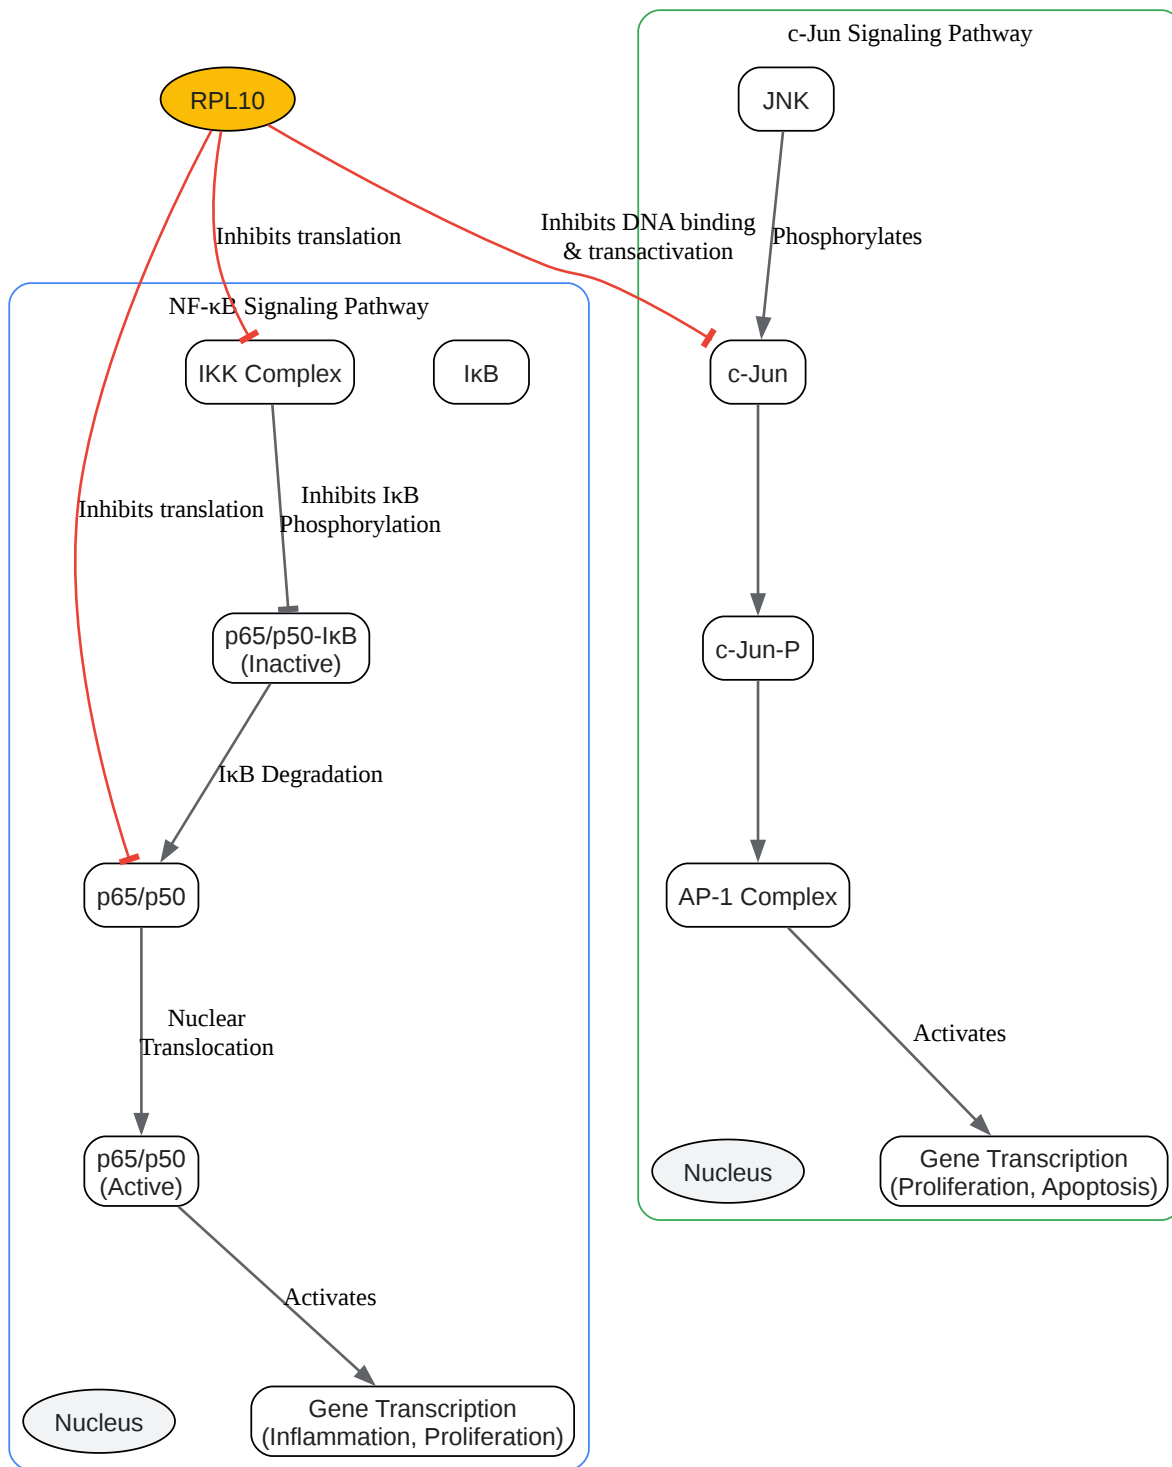 c-Jun Signaling Pathway
RPL10
JNK
Inhibits translation
Inhibits DNA binding
& transactivation
Phosphorylates
NF-κB Signaling Pathway
IKK Complex
IκB
c-Jun
Inhibits translation
Inhibits IκB
Phosphorylation
p65/p50-IκB
(Inactive)
c-Jun-P
IκB Degradation
p65/p50
AP-1 Complex
Nuclear
Translocation
Activates
p65/p50
(Active)
Nucleus
Gene Transcription
(Proliferation, Apoptosis)
Activates
Nucleus
Gene Transcription
(Inflammation, Proliferation)